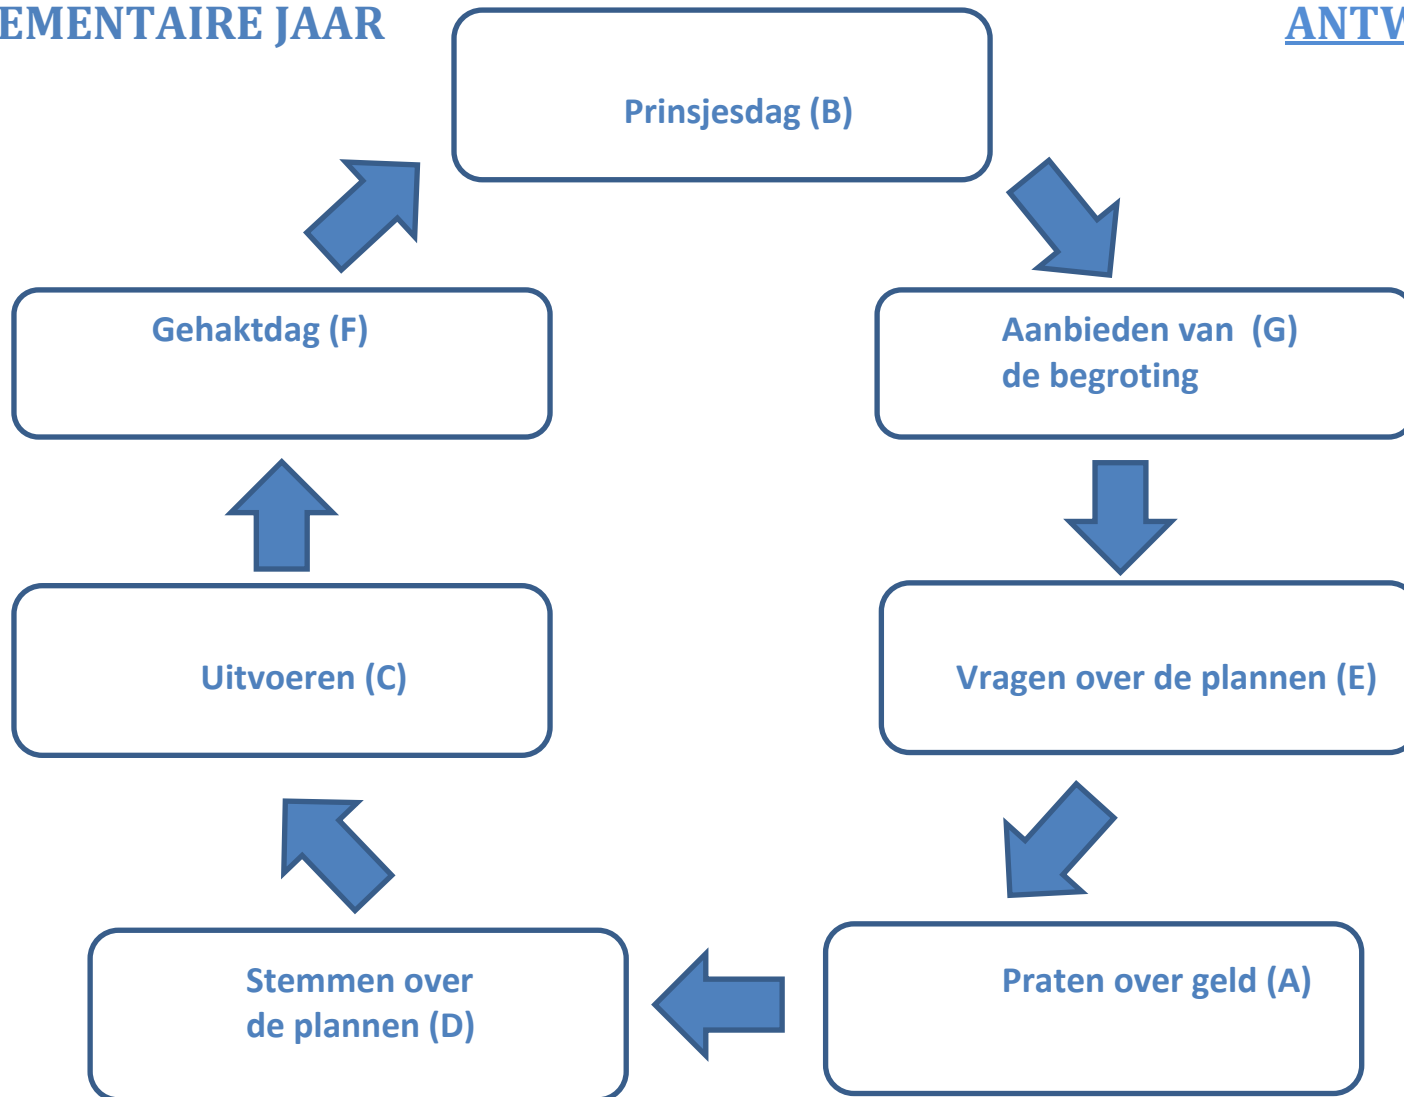 EMENTAIRE JAAR
ANTW
Prinsjesdag (B)
Gehaktdag (F)
Aanbieden van (G)
de begroting
Uitvoeren (C)
Vragen over de plannen (E)
Stemmen over
de plannen (D)
Praten over geld (A)